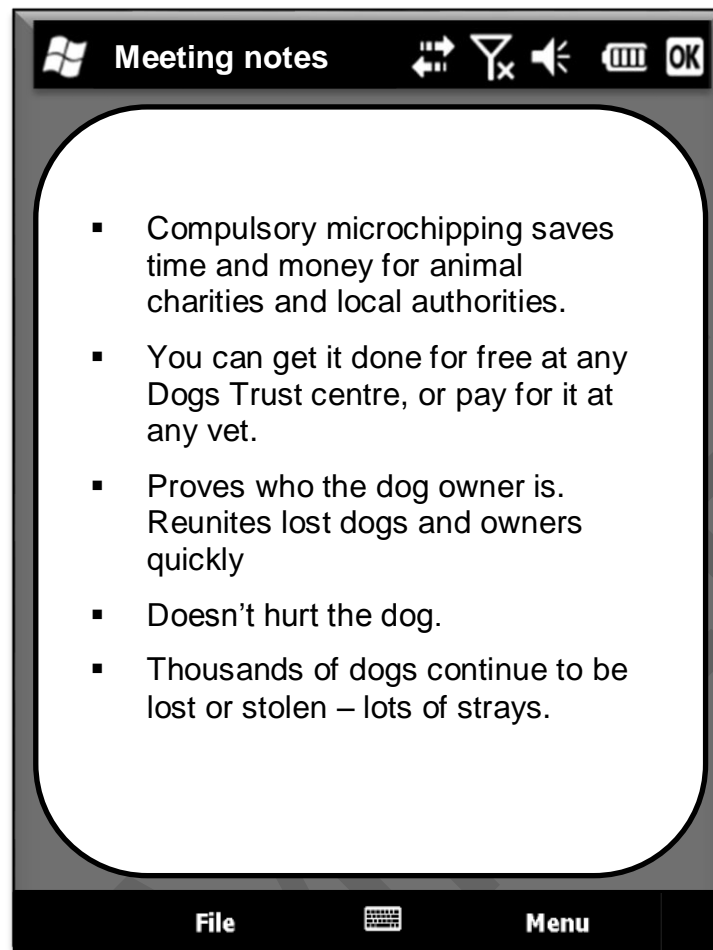 Meeting notes
OK
▪ Compulsory microchipping saves
time and money for animal
charities and local authorities.
▪ You can get it done for free at any
Dogs Trust centre, or pay for it at
any vet.
▪ Proves who the dog owner is.
Reunites lost dogs and owners
quickly
▪ Doesn’t hurt the dog.
▪ Thousands of dogs continue to be
lost or stolen – lots of strays.
File
Menu